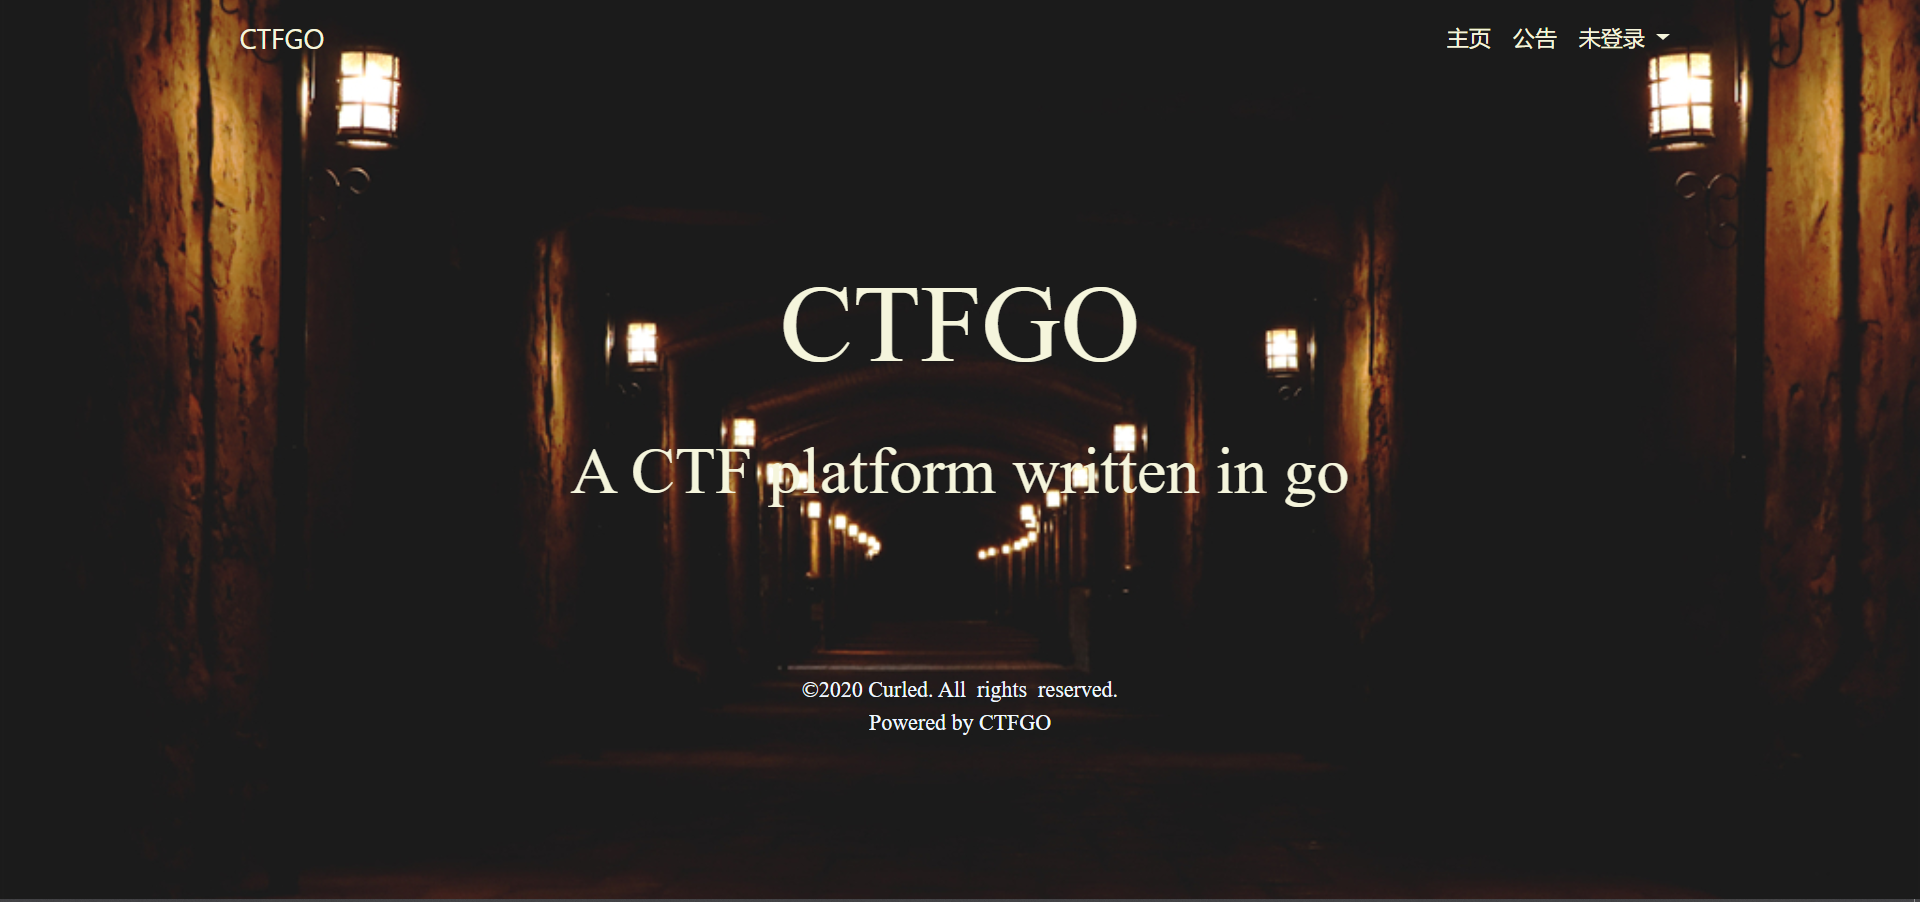 CTFGO
主页 公告 未登录
CTFGO
A CTF platform written in go
©2020 Curled. All rights reserved.
Powered by CTFGO